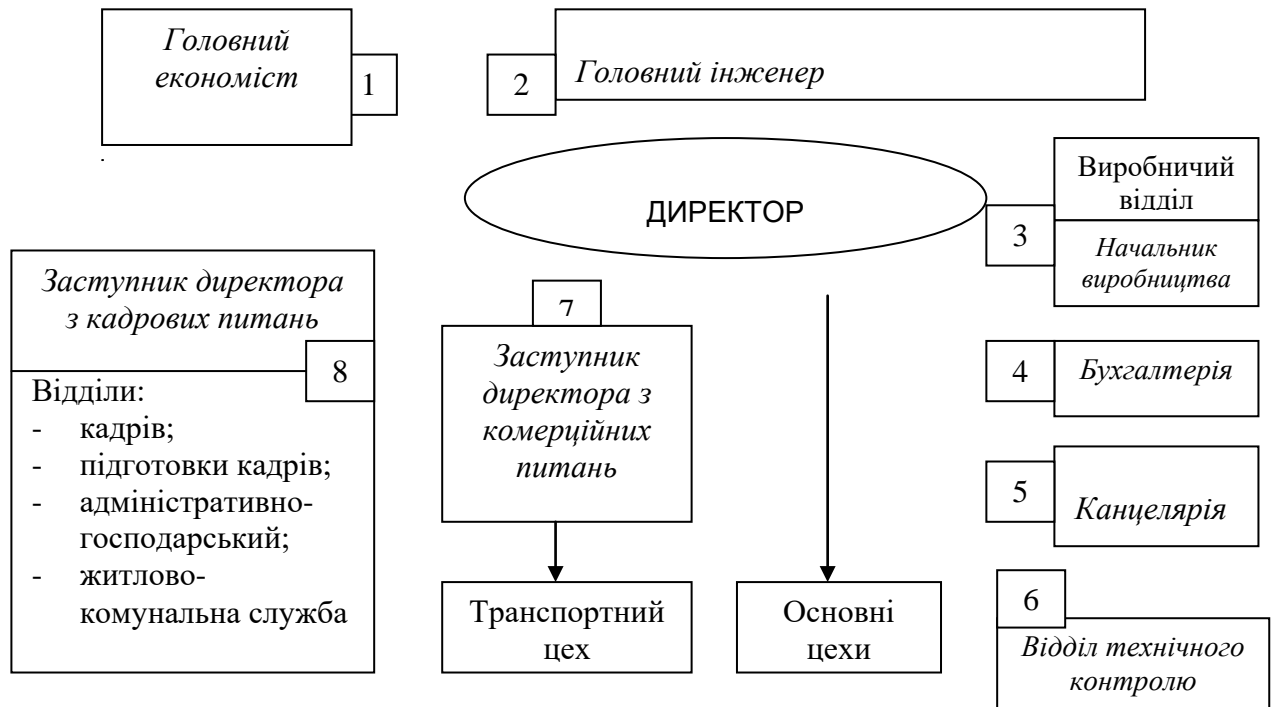 Головний
економіст
1
2
Головний інженер
ДИРЕКТОР
3
Виробничий
відділ
Начальник
виробництва
Заступник директора
з кадрових питань
8
Відділи:
- кадрів;
- підготовки кадрів;
- адміністративно-
господарський;
- житлово-
комунальна служба
7
Заступник
директора з
комерційних
питань
4
Бухгалтерія
5
Канцелярія
Транспортний
цех
Основні
цехи
6
Відділ технічного
контролю